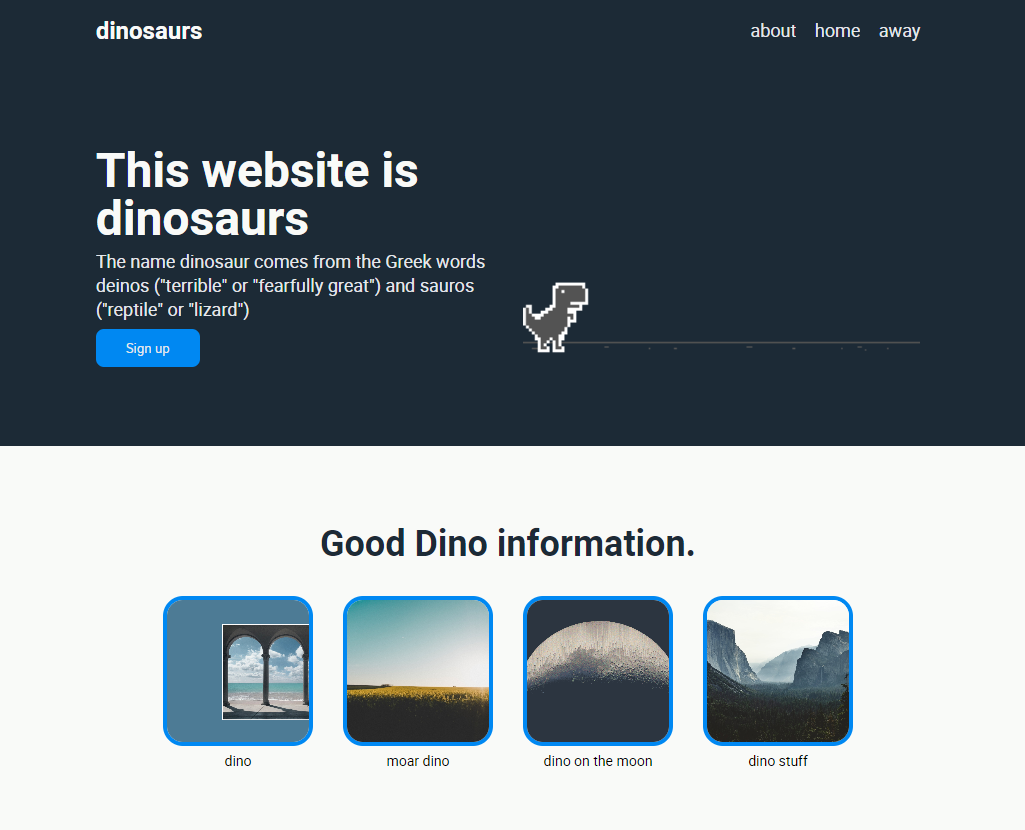 dinosaurs
about home away
This website is
dinosaurs
The name dinosaur comes from the Greek words
deinos ("terrible" or "fearfully great") and sauros
("reptile" or "lizard")
Sign up
Good Dino information.
dino
moar dino
dino on the moon
dino stuff